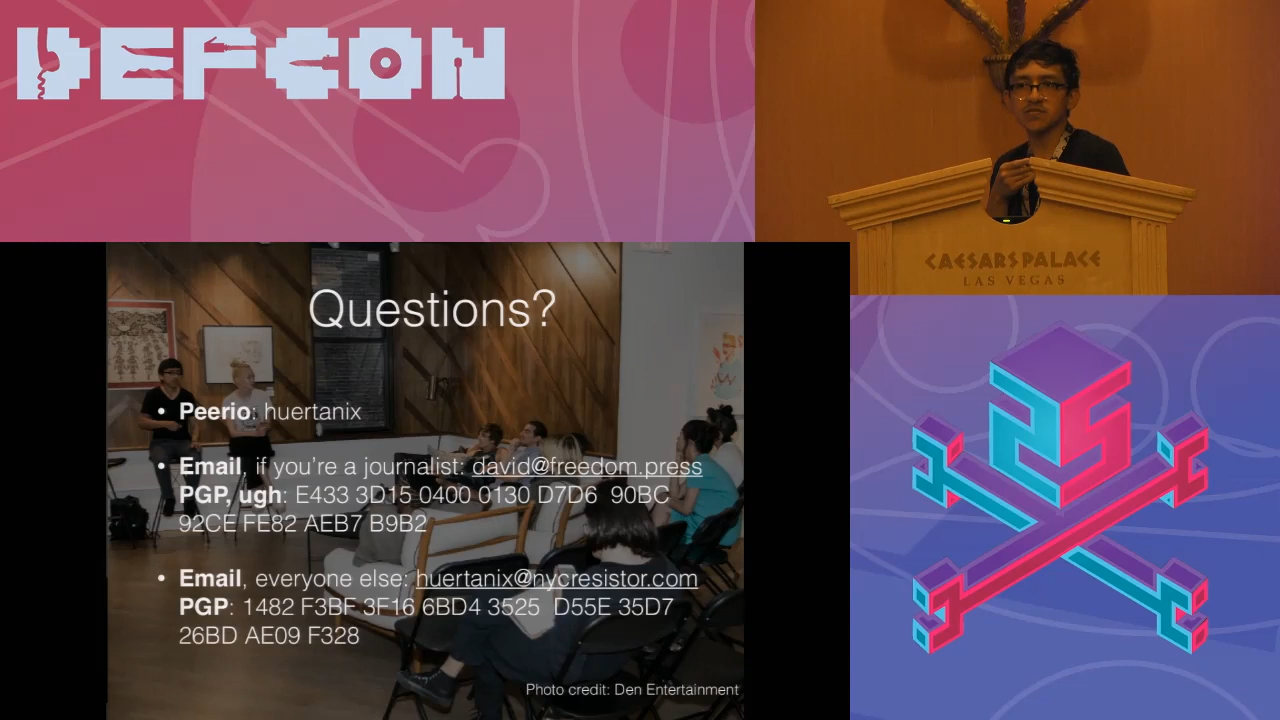 DEFCON
CAESARS PALACE
LAS VEGAS
Questions?
• Peerio: huertanix
• Email, if you're a journalist: david@freedom.press
PGP, ugh: E433 3D15 0400 0130 D7D6 90BC
92CE FE82 AEB7 B9B2
• Email, everyone else: huertanix@nycresistor.com
PGP: 1482 F3BF 3F16 6BD4 3525 D55E 35D7
26BD AE09 F328
Photo credit: Den Entertainment
25